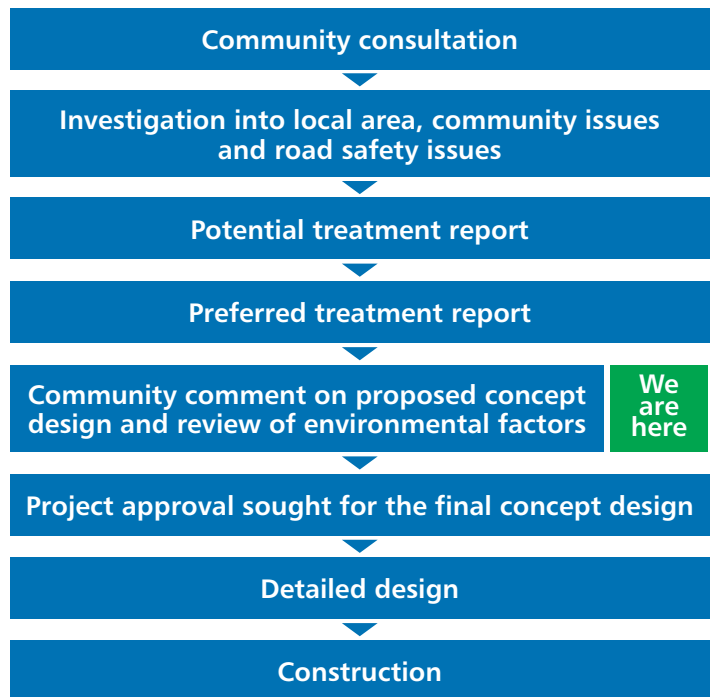 Community consultation
Investigation into local area, community issues
and road safety issues
Potential treatment report
Preferred treatment report
Community comment on proposed concept
design and review of environmental factors
We
are
here
Project approval sought for the final concept design
Detailed design
Construction